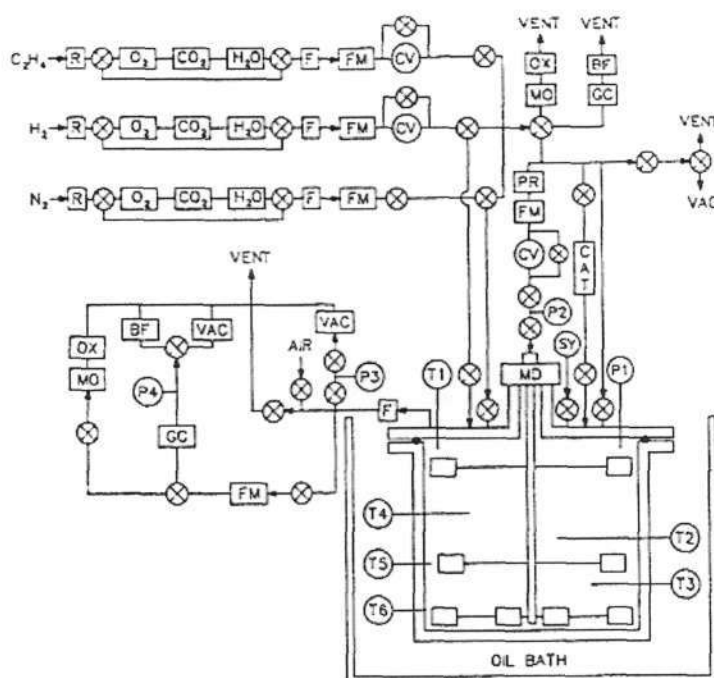 VENT VENT
C₂H₄ R O₂ CO₂ H₂O F FM CV OX BF
MO GC
H₂ R O₂ CO₂ H₂O F FM CV VENT
PR VAC
N₂ R O₂ CO₂ H₂O F FM FM
VENT CV CAT
BF VAC VAC P2
OX AIR SY
MO P4 P3 T1 MD P1
F
GC
FM T4
T2
T5 T3
T6
OIL BATH